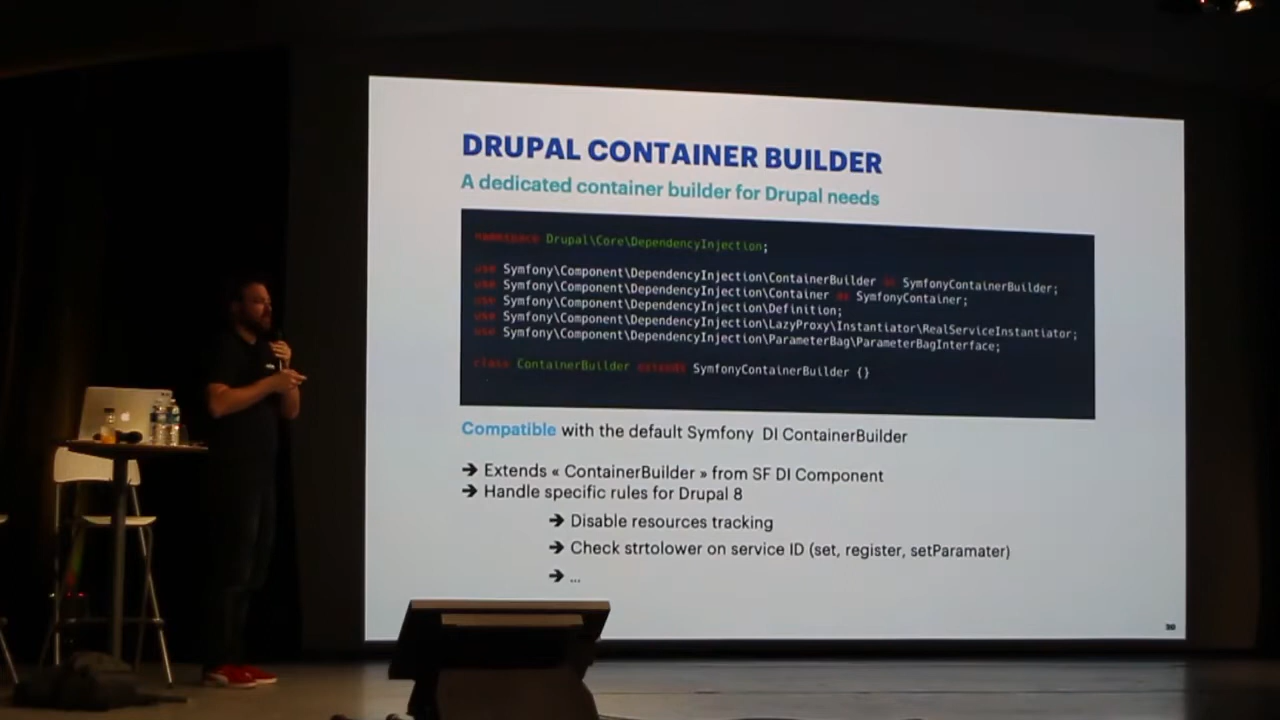 DRUPAL CONTAINER BUILDER
A dedicated container builder for Drupal needs
namespace Drupal\Core\DependencyInjection;
use Symfony\Component\DependencyInjection\ContainerBuilder as SymfonyContainerBuilder;
use Symfony\Component\DependencyInjection\Container as SymfonyContainer;
use Symfony\Component\DependencyInjection\Definition;
use Symfony\Component\DependencyInjection\LazyProxy\Instantiator\RealServiceInstantiator;
use Symfony\Component\DependencyInjection\ParameterBag\ParameterBagInterface;
class ContainerBuilder extends SymfonyContainerBuilder {}
Compatible with the default Symfony DI ContainerBuilder
➔ Extends « ContainerBuilder » from SF DI Component
➔ Handle specific rules for Drupal 8
➔ Disable resources tracking
➔ Check strtolower on service ID (set, register, setParamater)
➔ ...